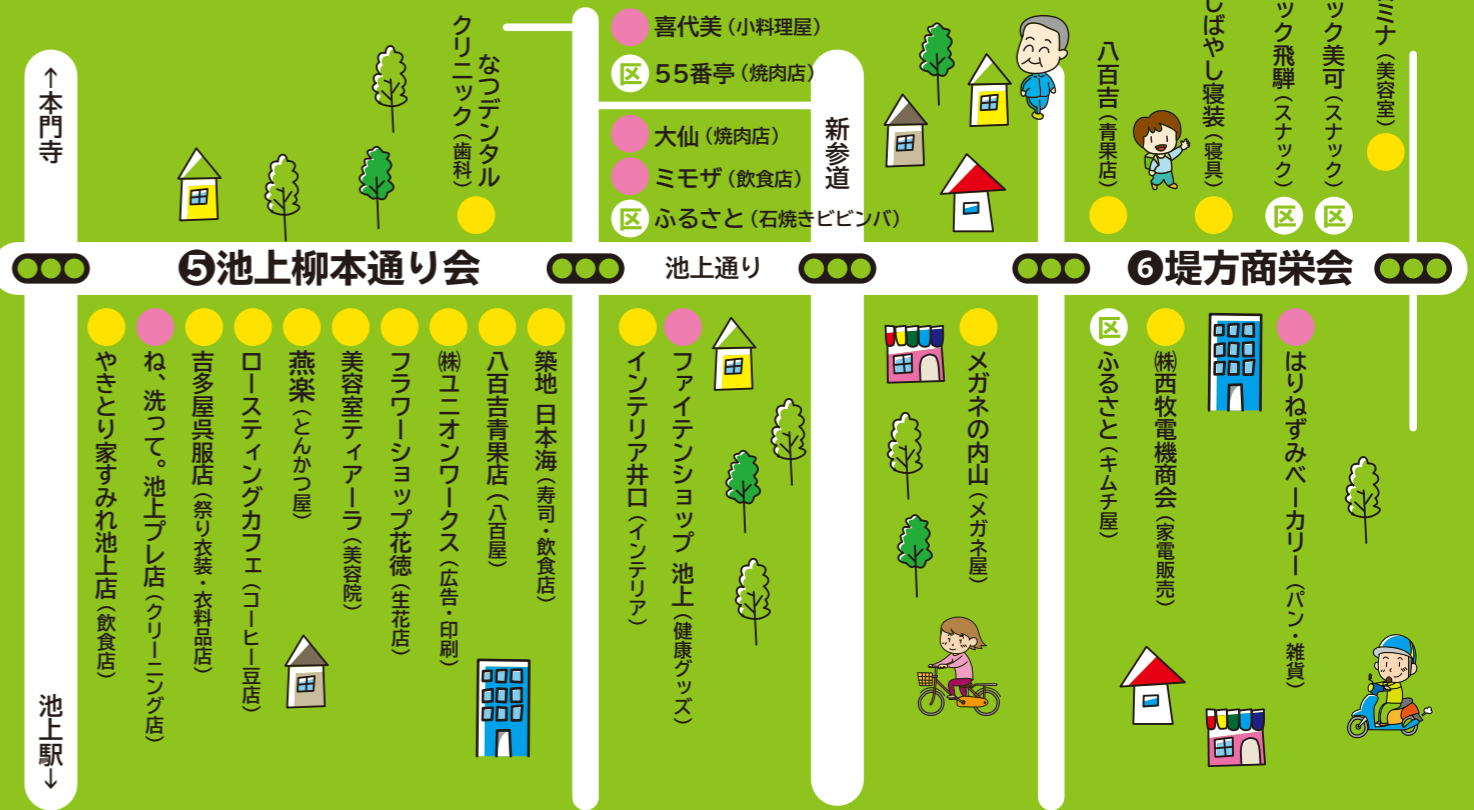 ↑本門寺
池上駅↓
なつデンタル
クリニック(歯科)
喜代美(小料理屋)
区 55番亭(焼肉店)
大仙(焼肉店)
ミモザ(飲食店)
区 ふるさと(石焼きビビンバ)
新参道
八百吉(青果店)
しばやし寝装(寝具)
ック飛騨(スナック)
区
ック美可(スナック)
区
ミナ(美容室)
❺池上柳本通り会
池上通り
❻堤方商栄会
やきとり家すみれ池上店(飲食店)
ね、洗って。池上プレ店(クリーニング店)
吉多屋呉服店(祭り衣装・衣料品店)
ロースティングカフェ(コーヒー豆店)
燕楽(とんかつ屋)
美容室ティアーラ(美容院)
フラワーショップ花徳(生花店)
㈱ユニオンワークス(広告・印刷)
八百吉青果店(八百屋)
築地 日本海(寿司・飲食店)
インテリア井口(インテリア)
ファイテンショップ 池上(健康グッズ)
メガネの内山(メガネ屋)
区
ふるさと(キムチ屋)
㈱西牧電機商会(家電販売)
はりねずみベーカリー(パン・雑貨)